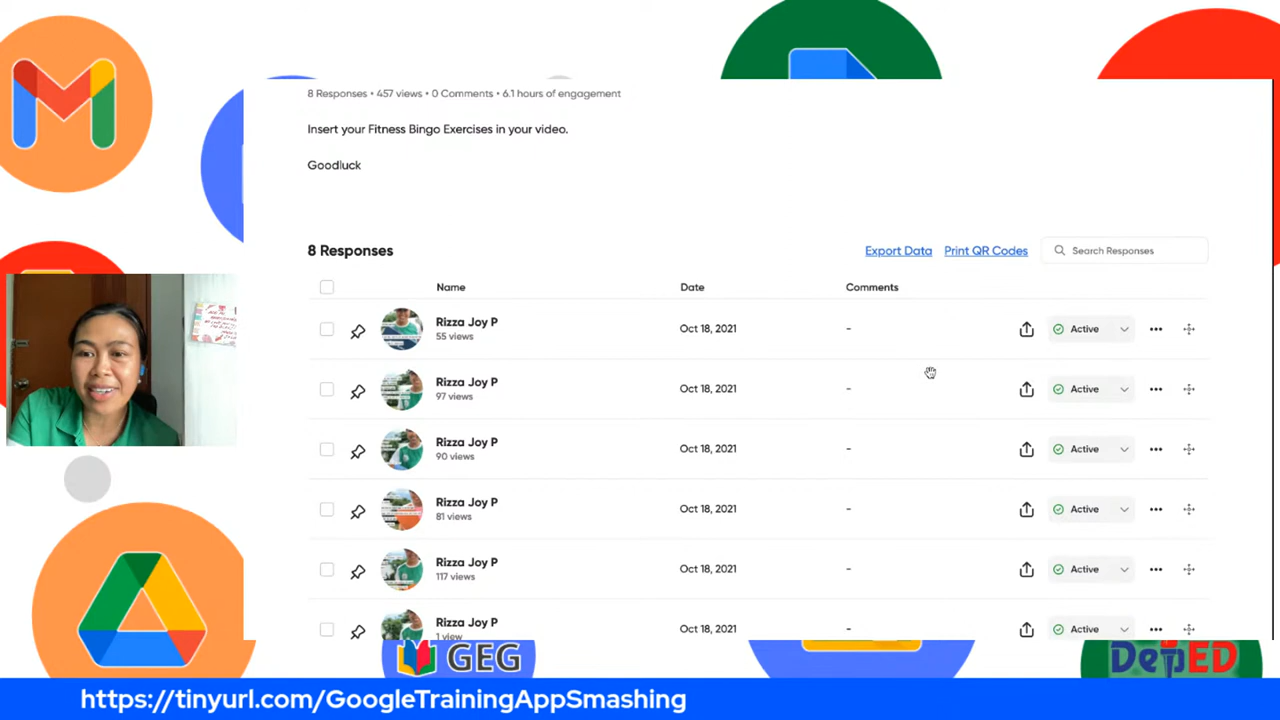 8 Responses • 457 views • 0 Comments • 6.1 hours of engagement
Insert your Fitness Bingo Exercises in your video.
Goodluck
8 Responses
Export Data
Print QR Codes
Search Responses
Name Date Comments
Rizza Joy P
55 views
Oct 18, 2021 - Active
Rizza Joy P
97 views
Oct 18, 2021 - Active
Rizza Joy P
90 views
Oct 18, 2021 - Active
Rizza Joy P
81 views
Oct 18, 2021 - Active
Rizza Joy P
117 views
Oct 18, 2021 - Active
Rizza Joy P
1 view
Oct 18, 2021 - Active
GEG
DepED
https://tinyurl.com/GoogleTrainingAppSmashing